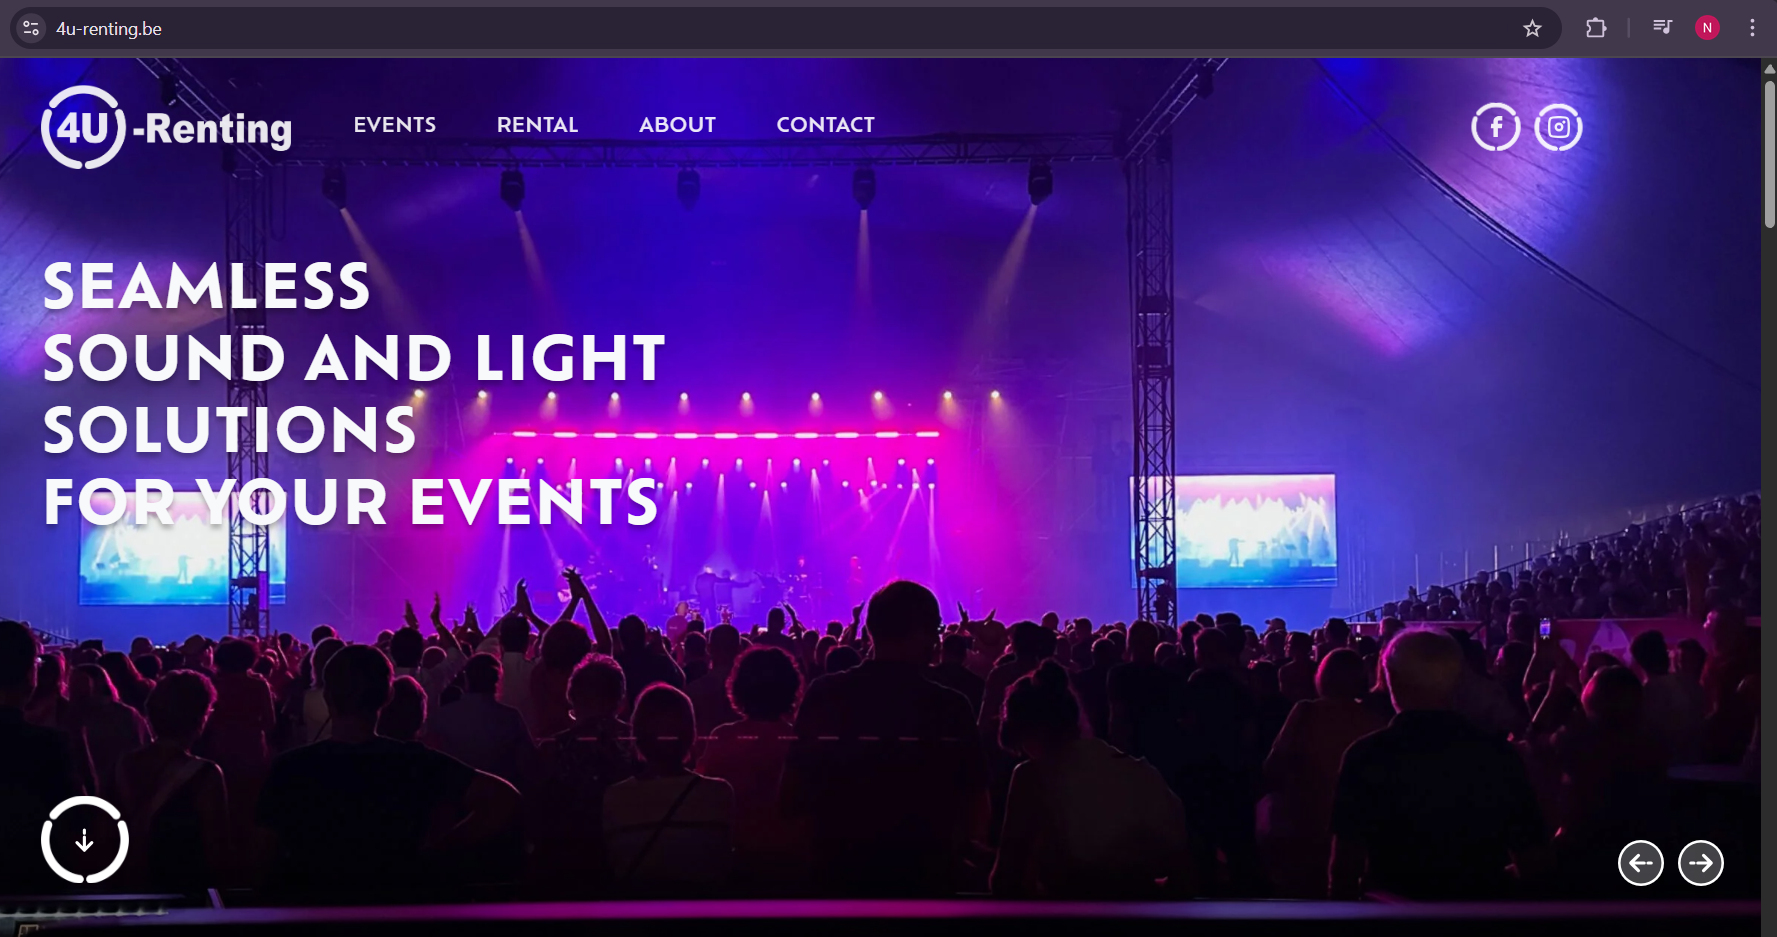 4u-renting.be
N
4U -Renting
EVENTS
RENTAL
ABOUT
CONTACT
SEAMLESS
SOUND AND LIGHT
SOLUTIONS
FOR YOUR EVENTS